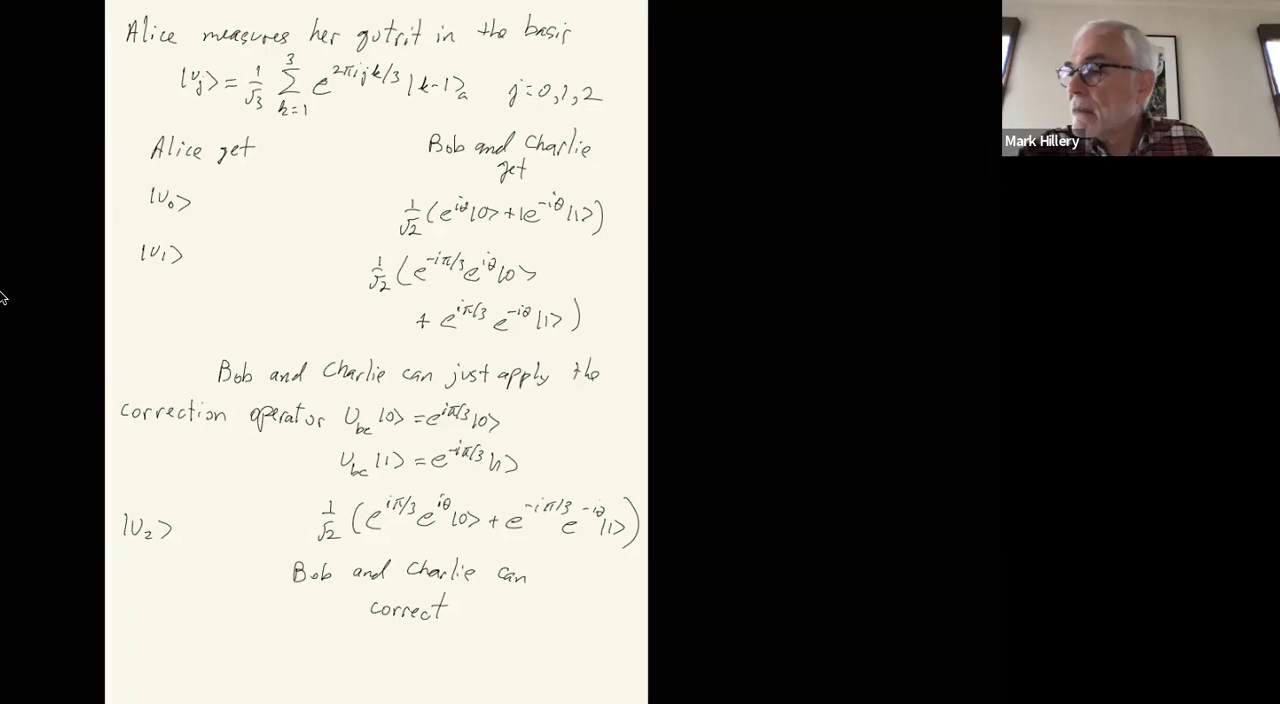 Alice measures her qutrit in the basis
|v_j> = 1/√3 Σ_{k=1}^{3} e^{2πijk/3} |k-1>_a   j=0,1,2
Alice get   Bob and Charlie
get
|v_0>   1/√2 (e^{iθ}|0> + |e^{-iθ}|1>)
|v_1>   1/√2 (e^{-iπ/3} e^{iθ}|0>
+ e^{iπ/3} e^{-iθ}|1>)
Bob and Charlie can just apply the
correction operator U_{bc}|0> = e^{iπ/3}|0>
U_{bc}|1> = e^{-iπ/3}|1>
|v_2>   1/√2 (e^{iπ/3} e^{iθ}|0> + e^{-iπ/3} e^{-iθ}|1>)
Bob and Charlie can
correct
Mark Hillery